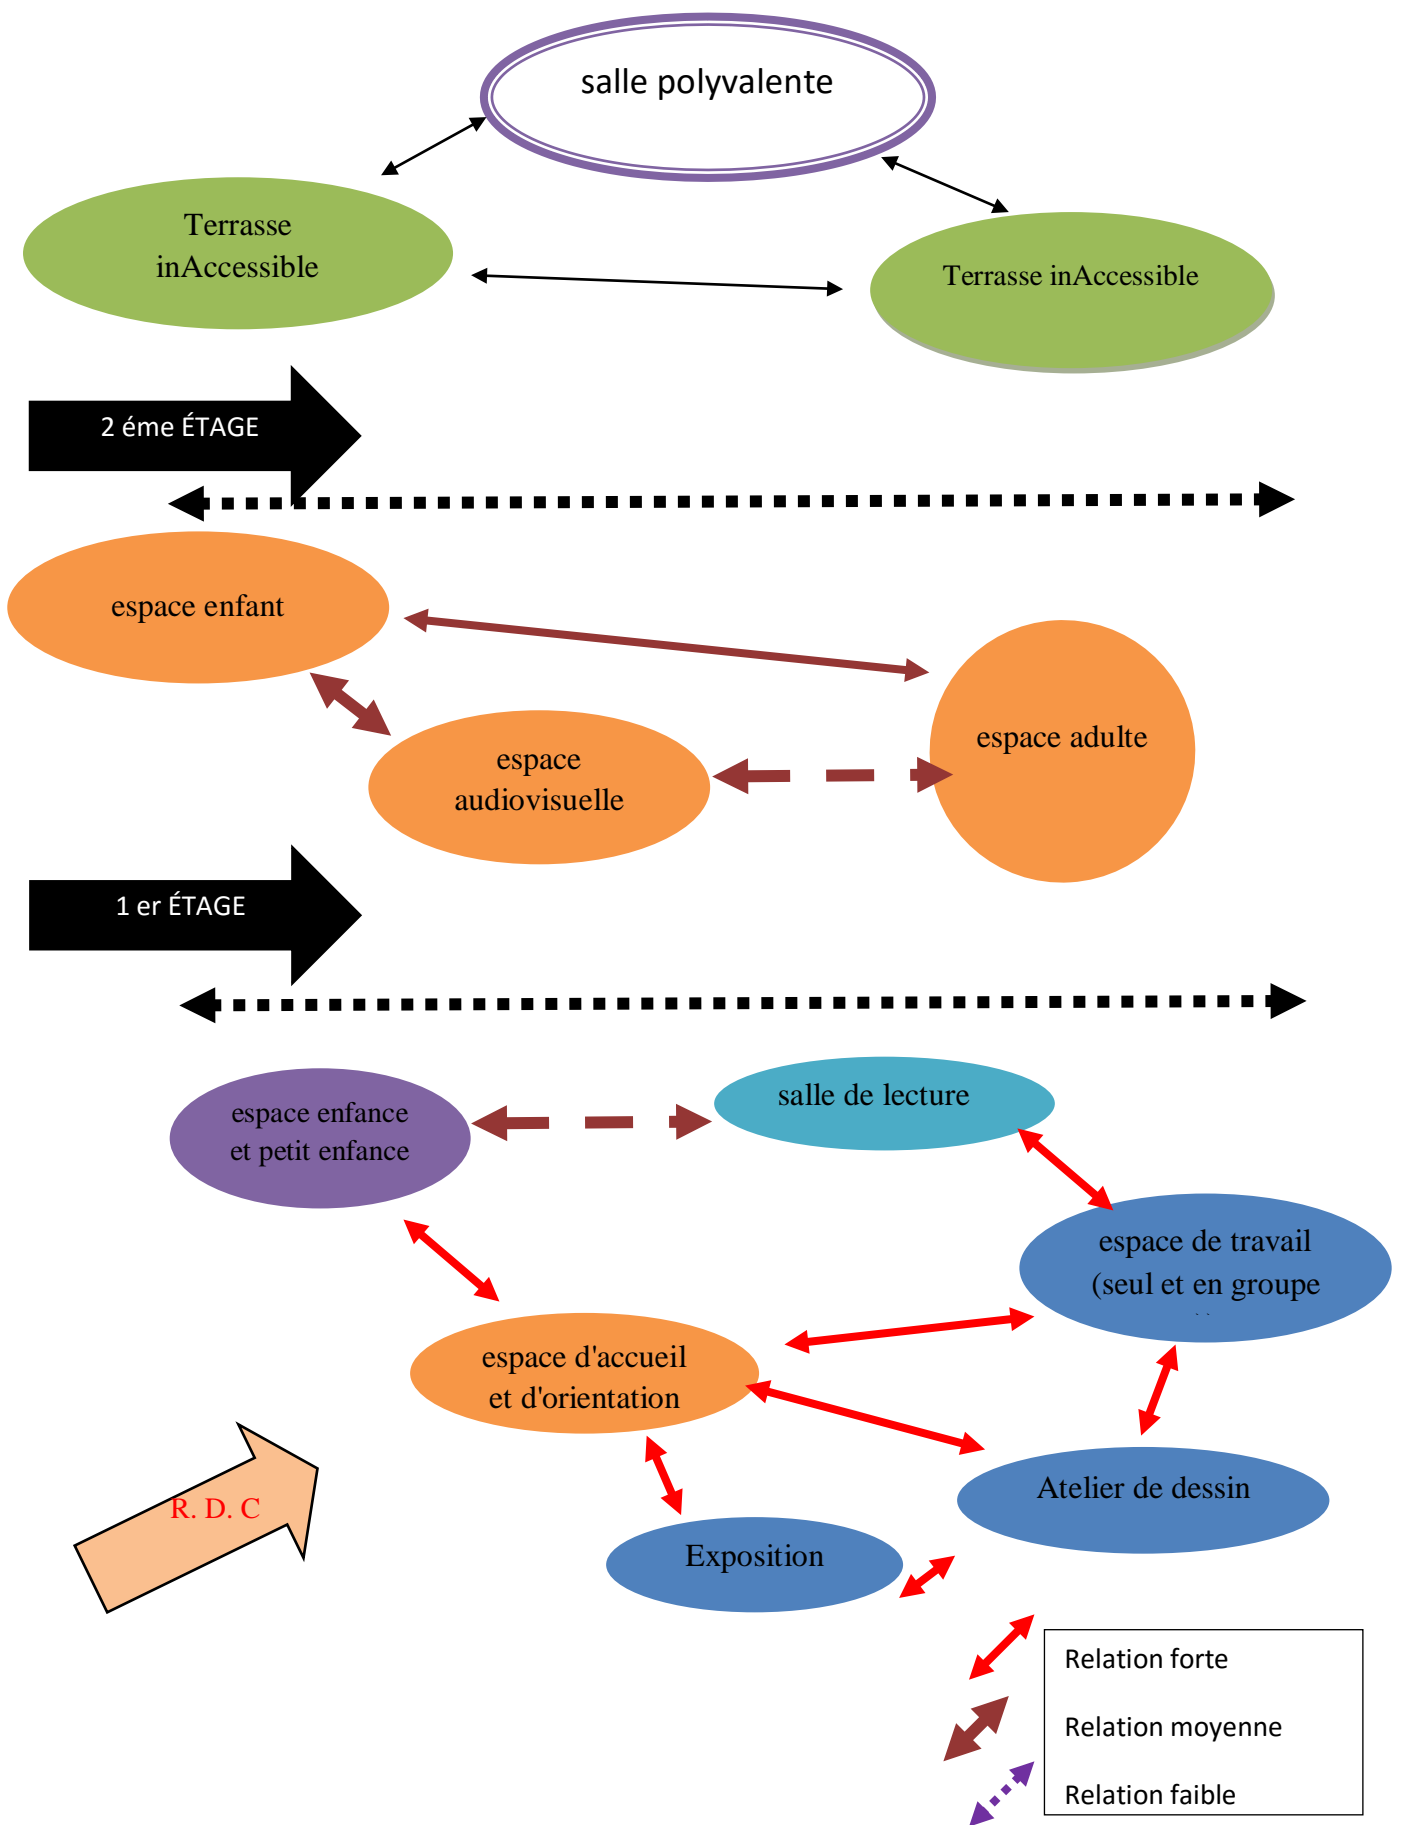 salle polyvalente
Terrasse
inAccessible
Terrasse inAccessible
2 éme ÉTAGE
espace enfant
espace adulte
espace
audiovisuelle
1 er ÉTAGE
espace enfance
et petit enfance
salle de lecture
espace de travail
(seul et en groupe
espace d'accueil
et d'orientation
R. D. C
Atelier de dessin
Exposition
Relation forte
Relation moyenne
Relation faible